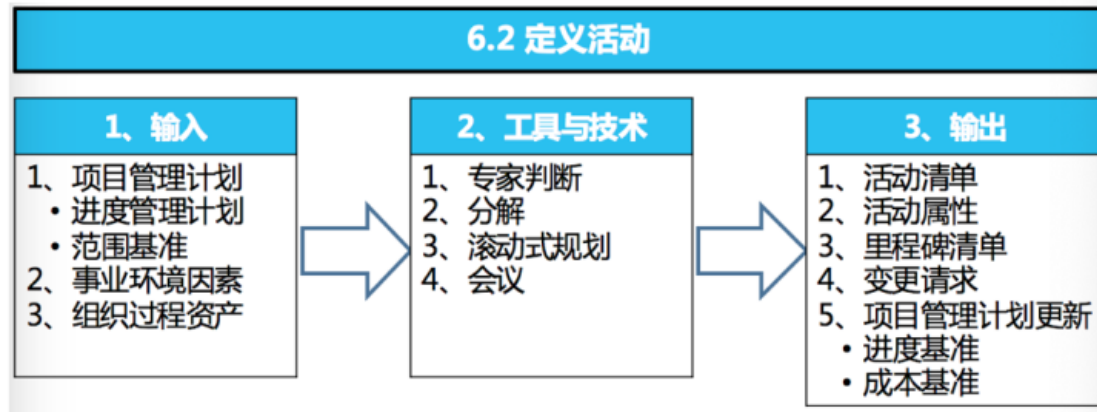 6.2 定义活动
1、输入
1、项目管理计划
• 进度管理计划
• 范围基准
2、事业环境因素
3、组织过程资产
2、工具与技术
1、专家判断
2、分解
3、滚动式规划
4、会议
3、输出
1、活动清单
2、活动属性
3、里程碑清单
4、变更请求
5、项目管理计划更新
• 进度基准
• 成本基准